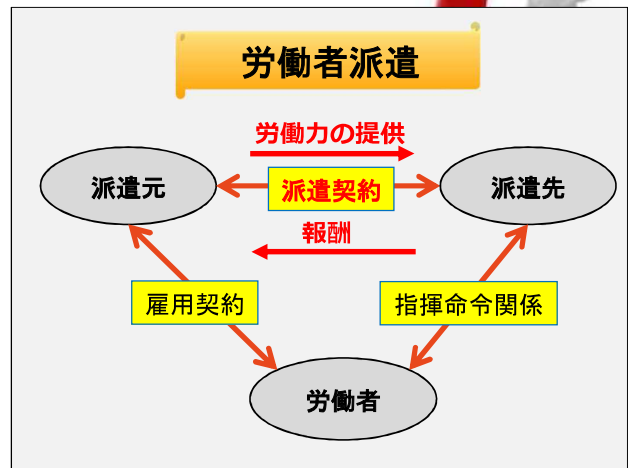 労働者派遣
労働力の提供
派遣元
派遣契約
派遣先
報酬
雇用契約
指揮命令関係
労働者